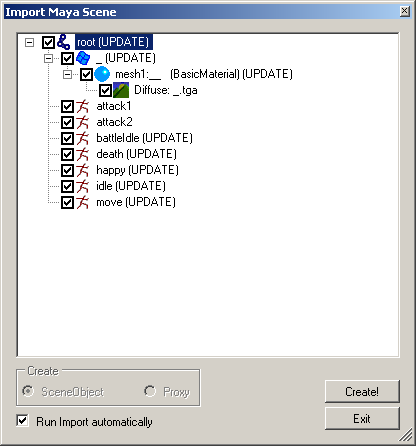 Import Maya Scene
root (UPDATE)
_ (UPDATE)
mesh1:__ (BasicMaterial) (UPDATE)
Diffuse: _.tga
attack1
attack2
battleIdle (UPDATE)
death (UPDATE)
happy (UPDATE)
idle (UPDATE)
move (UPDATE)
Create
SceneObject
Proxy
Create!
Run Import automatically
Exit